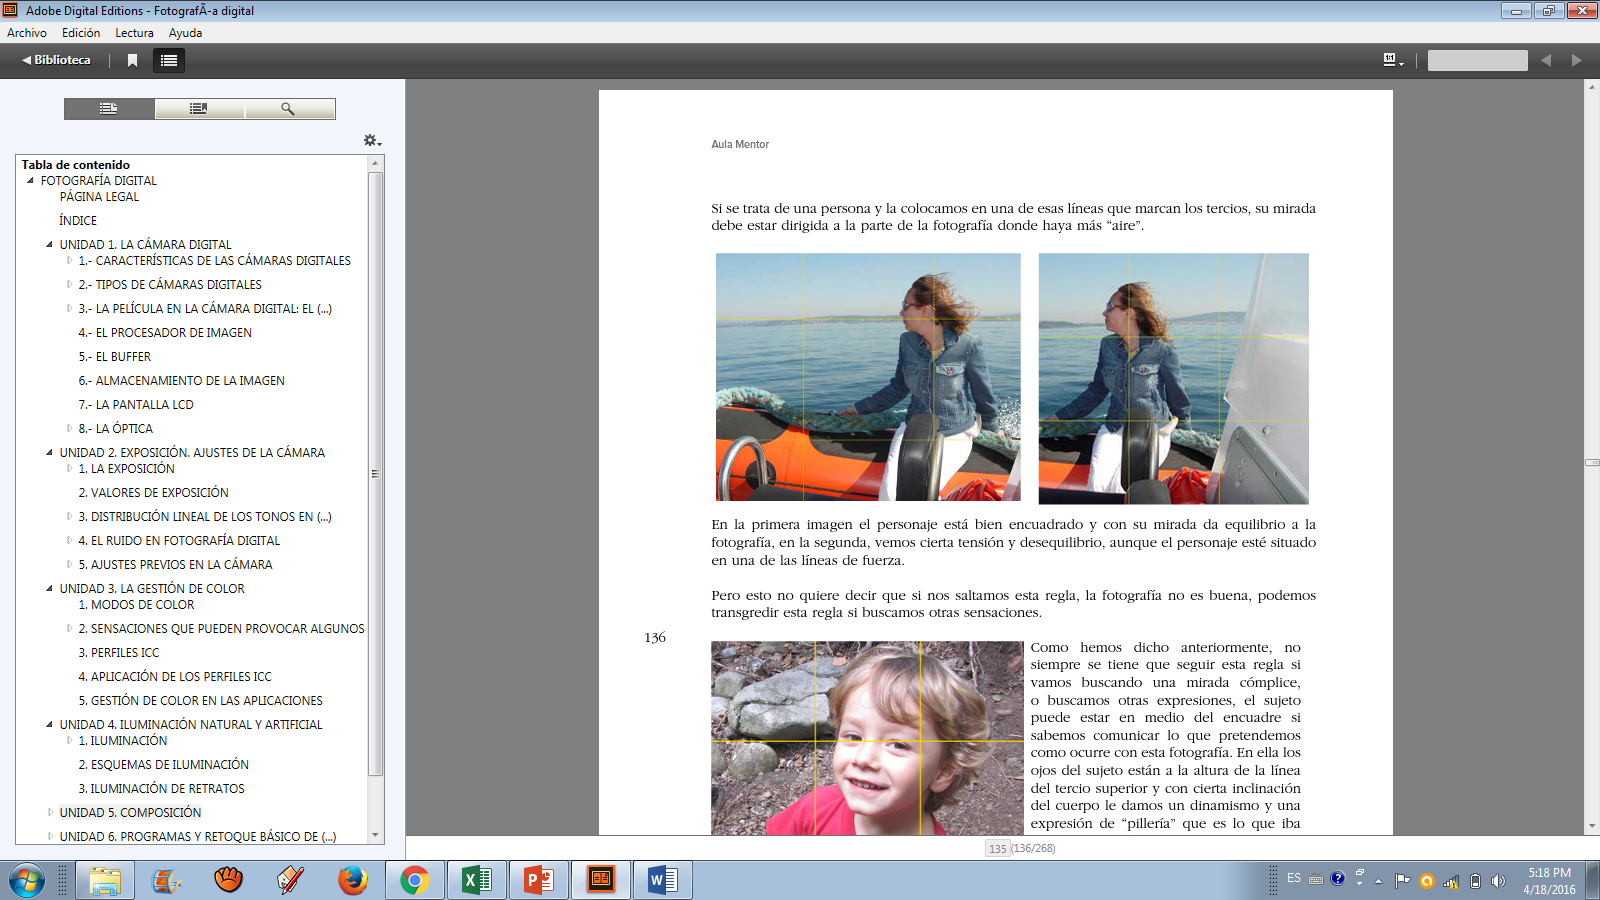 Adobe Digital Editions - FotografÃ-a digital
Archivo Edición Lectura Ayuda
Biblioteca
Tabla de contenido
FOTOGRAFÍA DIGITAL
PÁGINA LEGAL
ÍNDICE
UNIDAD 1. LA CÁMARA DIGITAL
1.- CARACTERÍSTICAS DE LAS CÁMARAS DIGITALES
2.- TIPOS DE CÁMARAS DIGITALES
3.- LA PELÍCULA EN LA CÁMARA DIGITAL: EL (...)
4.- EL PROCESADOR DE IMAGEN
5.- EL BUFFER
6.- ALMACENAMIENTO DE LA IMAGEN
7.- LA PANTALLA LCD
8.- LA ÓPTICA
UNIDAD 2. EXPOSICIÓN. AJUSTES DE LA CÁMARA
1. LA EXPOSICIÓN
2. VALORES DE EXPOSICIÓN
3. DISTRIBUCIÓN LINEAL DE LOS TONOS EN (...)
4. EL RUIDO EN FOTOGRAFÍA DIGITAL
5. AJUSTES PREVIOS EN LA CÁMARA
UNIDAD 3. LA GESTIÓN DE COLOR
1. MODOS DE COLOR
2. SENSACIONES QUE PUEDEN PROVOCAR ALGUNOS
3. PERFILES ICC
4. APLICACIÓN DE LOS PERFILES ICC
5. GESTIÓN DE COLOR EN LAS APLICACIONES
UNIDAD 4. ILUMINACIÓN NATURAL Y ARTIFICIAL
1. ILUMINACIÓN
2. ESQUEMAS DE ILUMINACIÓN
3. ILUMINACIÓN DE RETRATOS
UNIDAD 5. COMPOSICIÓN
UNIDAD 6. PROGRAMAS Y RETOQUE BÁSICO DE (...)
Aula Mentor
Si se trata de una persona y la colocamos en una de esas líneas que marcan los tercios, su mirada
debe estar dirigida a la parte de la fotografía donde haya más “aire”.
En la primera imagen el personaje está bien encuadrado y con su mirada da equilibrio a la
fotografía, en la segunda, vemos cierta tensión y desequilibrio, aunque el personaje esté situado
en una de las líneas de fuerza.
Pero esto no quiere decir que si nos saltamos esta regla, la fotografía no es buena, podemos
transgredir esta regla si buscamos otras sensaciones.
136
Como hemos dicho anteriormente, no
siempre se tiene que seguir esta regla si
vamos buscando una mirada cómplice,
o buscamos otras expresiones, el sujeto
puede estar en medio del encuadre si
sabemos comunicar lo que pretendemos
como ocurre con esta fotografía. En ella los
ojos del sujeto están a la altura de la línea
del tercio superior y con cierta inclinación
del cuerpo le damos un dinamismo y una
expresión de “pillería” que es lo que iba
135 (136/268)
ES
5:18 PM
4/18/2016